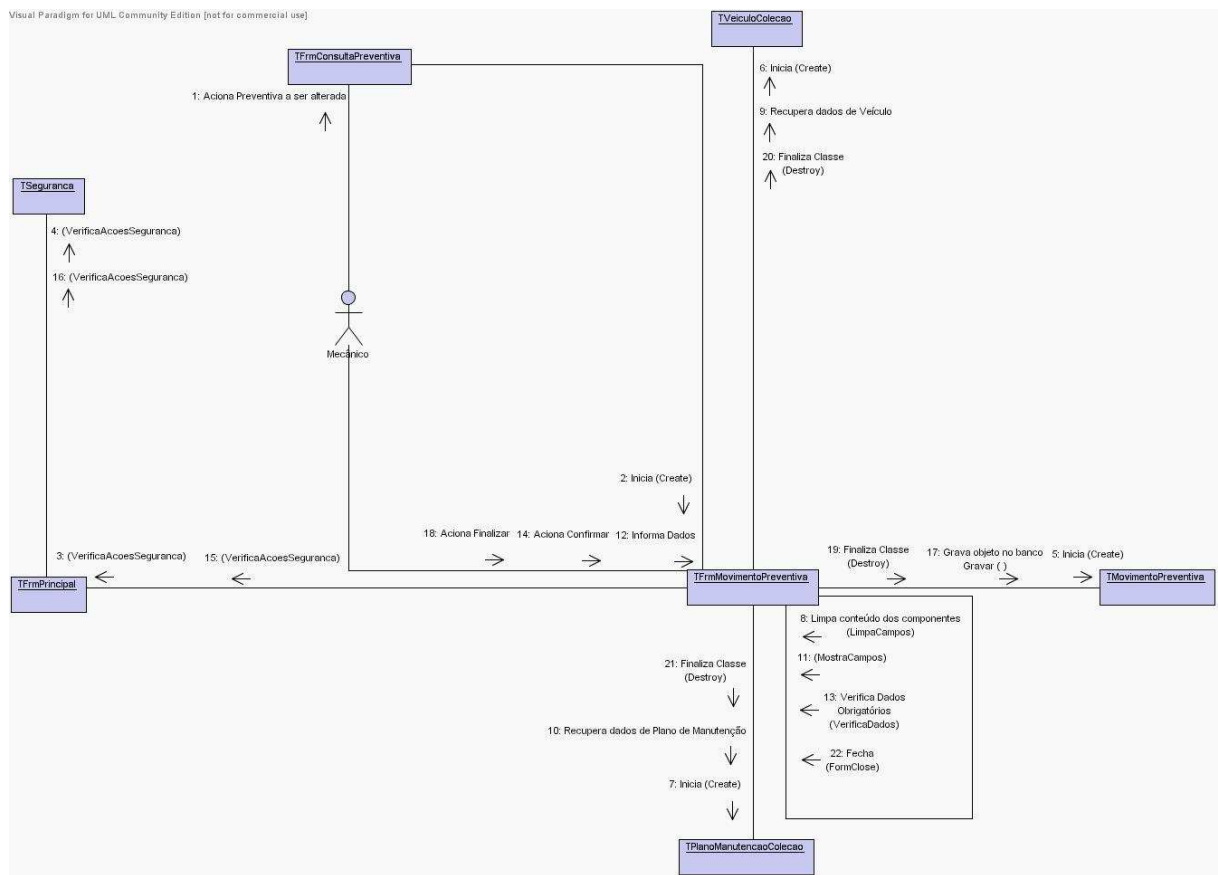 Visual Paradigm for UML Community Edition [not for commercial use]
TVeiculoColecao
TFrmConsultaPreventiva
6: Inicia (Create)
1: Aciona Preventiva a ser alterada
9: Recupera dados de Veículo
20: Finaliza Classe
(Destroy)
TSeguranca
4: (VerificaAcoesSeguranca)
16: (VerificaAcoesSeguranca)
Mecânico
2: Inicia (Create)
18: Aciona Finalizar
14: Aciona Confirmar
12: Informa Dados
3: (VerificaAcoesSeguranca)
15: (VerificaAcoesSeguranca)
19: Finaliza Classe
(Destroy)
17: Grava objeto no banco
Gravar ( )
5: Inicia (Create)
TFrmPrincipal
TFrmMovimentoPreventiva
TMovimentoPreventiva
8: Limpa conteúdo dos componentes
(LimpaCampos)
11: (MostraCampos)
21: Finaliza Classe
(Destroy)
13: Verifica Dados
Obrigatórios
(VerificaDados)
10: Recupera dados de Plano de Manutenção
22: Fecha
(FormClose)
7: Inicia (Create)
TPlanoManutencaoColecao